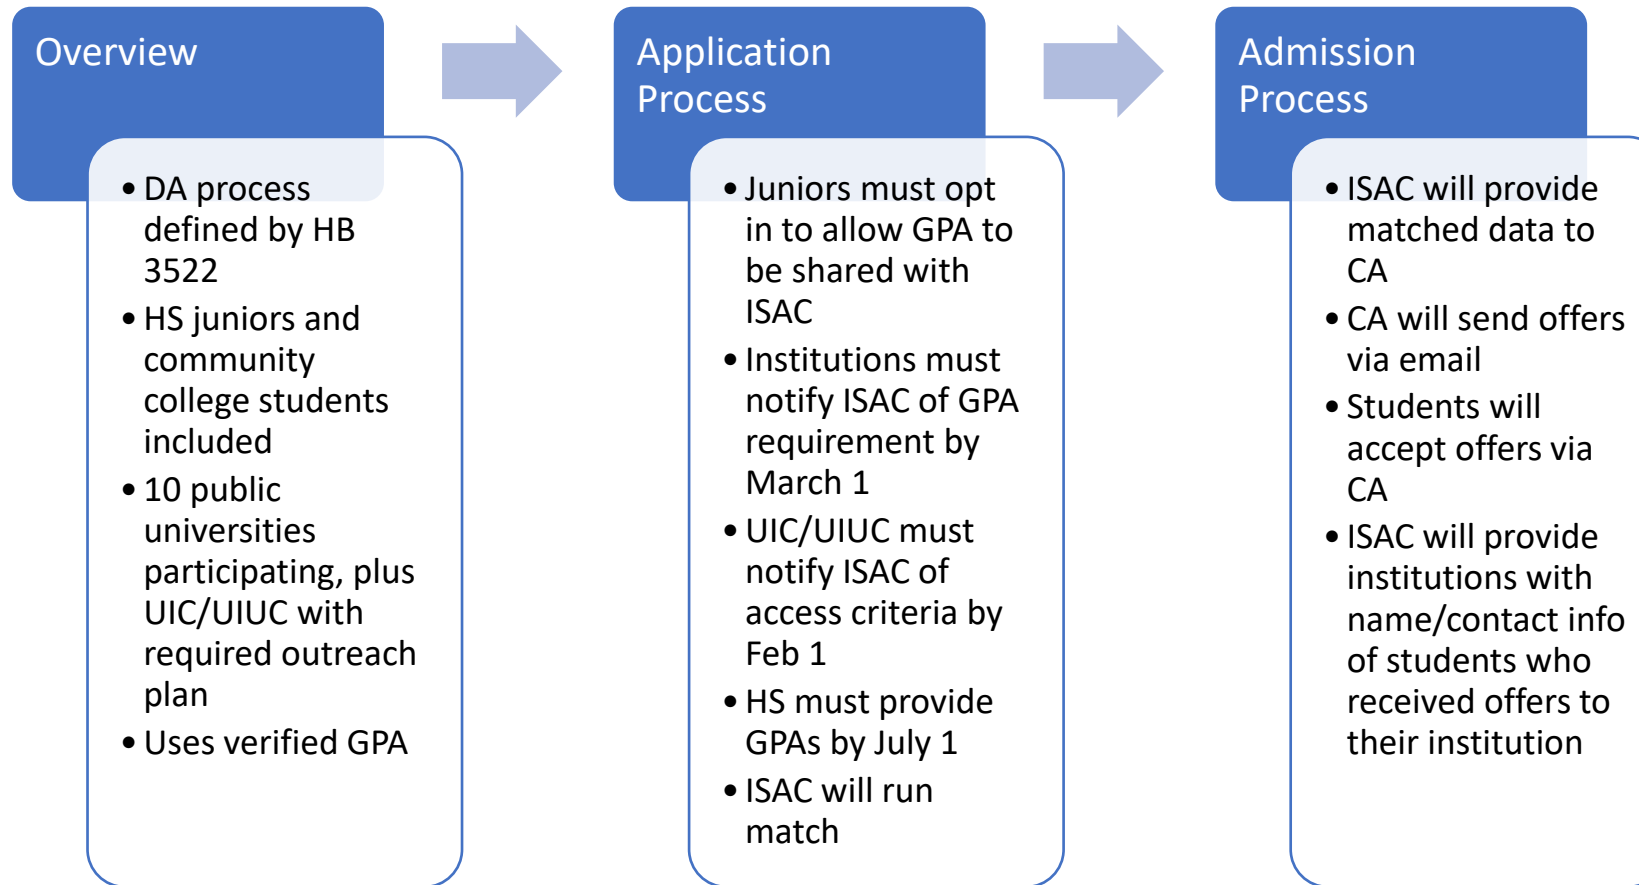 Overview
• DA process
defined by HB
3522
• HS juniors and
community
college students
included
• 10 public
universities
participating, plus
UIC/UIUC with
required outreach
plan
• Uses verified GPA
Application
Process
• Juniors must opt
in to allow GPA to
be shared with
ISAC
• Institutions must
notify ISAC of GPA
requirement by
March 1
• UIC/UIUC must
notify ISAC of
access criteria by
Feb 1
• HS must provide
GPAs by July 1
• ISAC will run
match
Admission
Process
• ISAC will provide
matched data to
CA
• CA will send offers
via email
• Students will
accept offers via
CA
• ISAC will provide
institutions with
name/contact info
of students who
received offers to
their institution